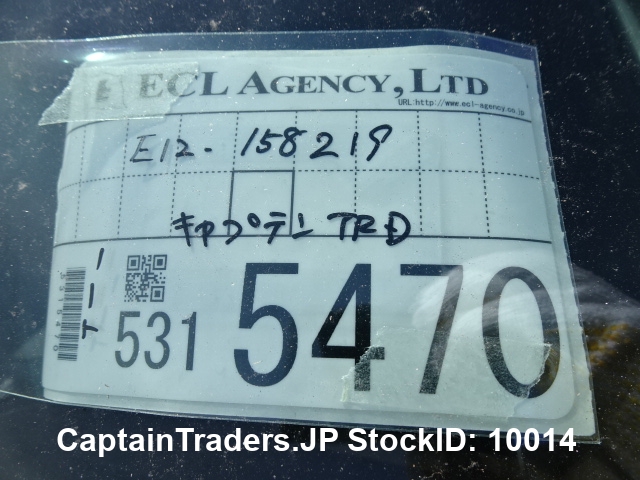 E ECL AGENCY, LTD
URL:http://www.ecl-agency.co.jp
E12. 158219
キャプテン TRD
531 5470
5315470
CaptainTraders.JP StockID: 10014